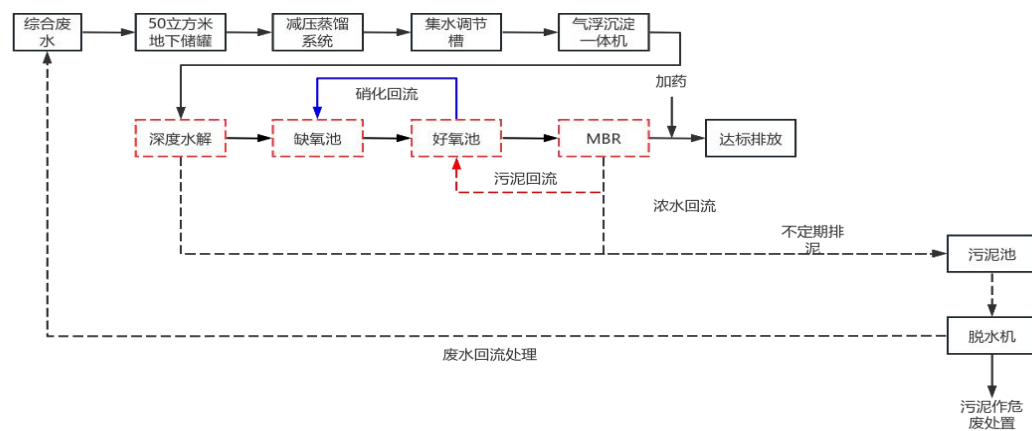 综合废
水
50立方米
地下储罐
减压蒸馏
系统
集水调节
槽
气浮沉淀
一体机
硝化回流
加药
深度水解
缺氧池
好氧池
MBR
达标排放
污泥回流
浓水回流
不定期排
泥
污泥池
脱水机
废水回流处理
污泥作危
废处置